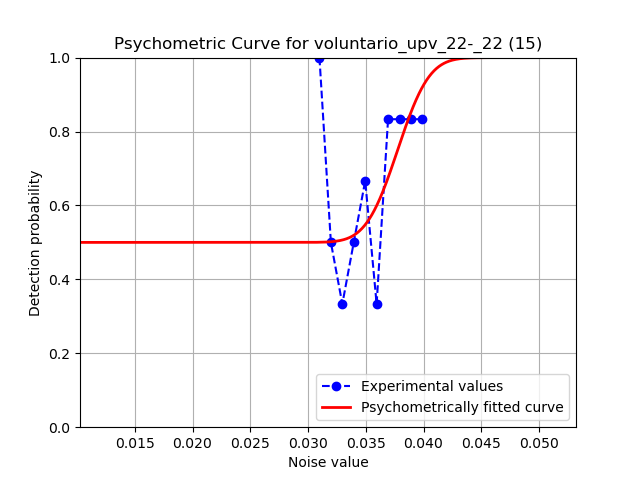 Psychometric Curve for voluntario_upv_22-_22 (15)
1.0
0.8
0.6
0.4
0.2
0.0
Detection probability
Experimental values
Psychometrically fitted curve
0.015 0.020 0.025 0.030 0.035 0.040 0.045 0.050
Noise value